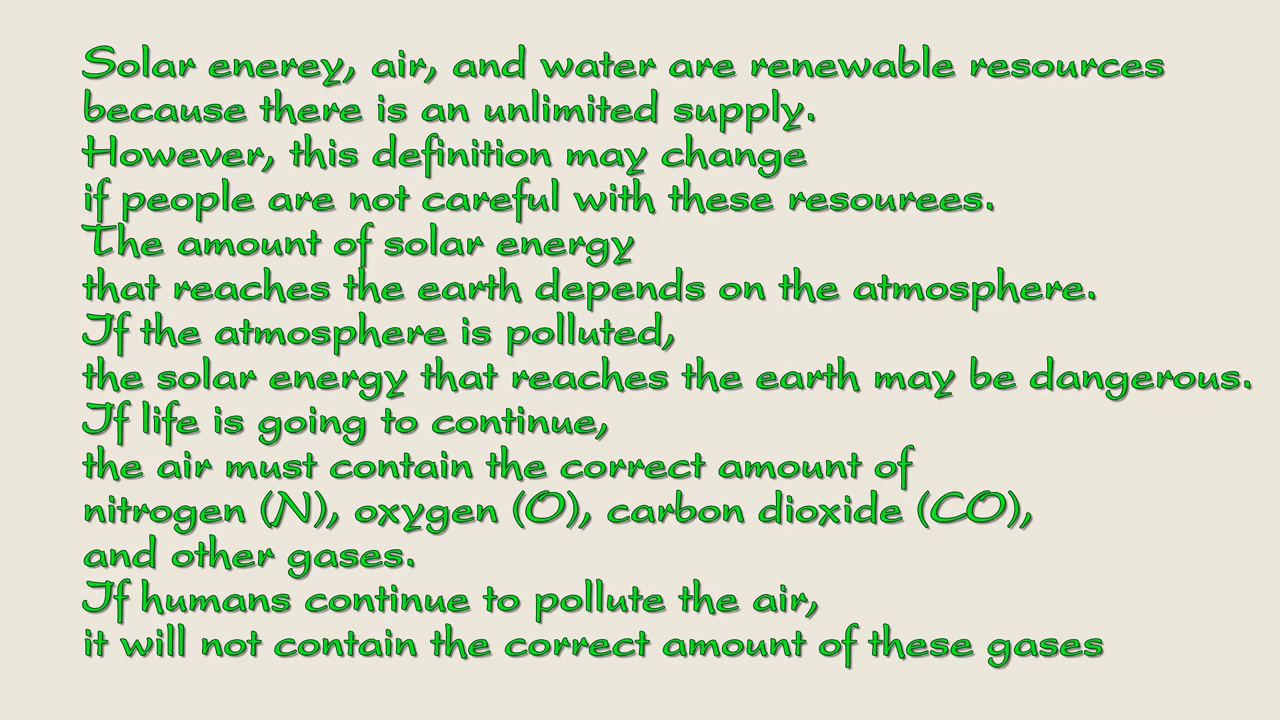 Solar enerey, air, and water are renewable resources
because there is an unlimited supply.
However, this definition may change
if people are not careful with these resourees.
The amount of solar energy
that reaches the earth depends on the atmosphere.
If the atmosphere is polluted,
the solar energy that reaches the earth may be dangerous.
If life is going to continue,
the air must contain the correct amount of
nitrogen (N), oxygen (O), carbon dioxide (CO),
and other gases.
If humans continue to pollute the air,
it will not contain the correct amount of these gases